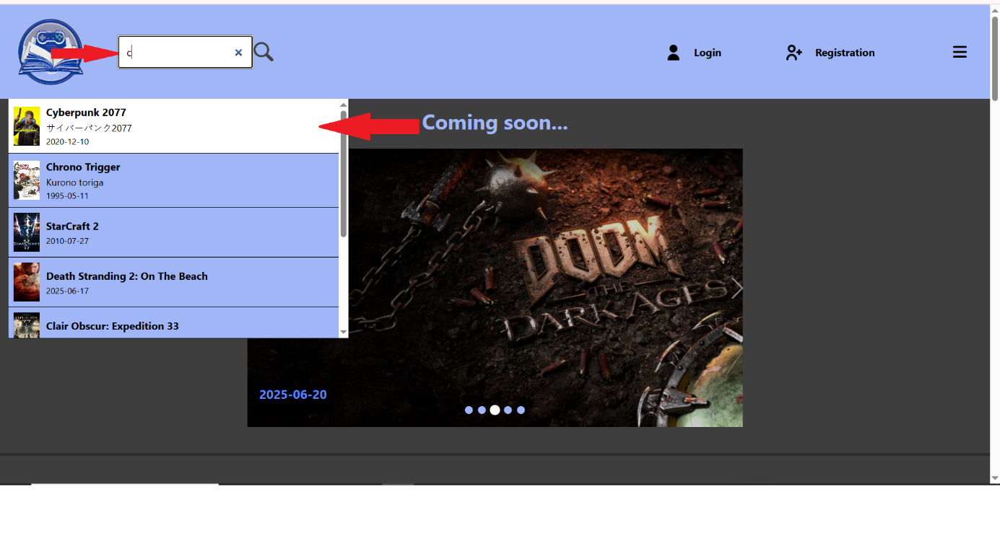 c
Login
Registration
Cyberpunk 2077
サイバーパンク2077
2020-12-10
Chrono Trigger
Kurono toriga
1995-05-11
StarCraft 2
2010-07-27
Death Stranding 2: On The Beach
2025-06-17
Clair Obscur: Expedition 33
Coming soon...
DOOM
THE
DARK AGES
2025-06-20